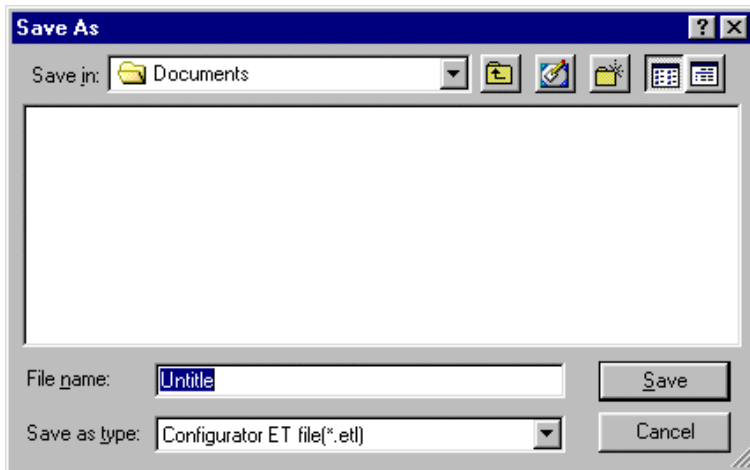 Save As
Save in: Documents
File name: Untitle Save
Save as type: Configurator ET file(*.etl) Cancel